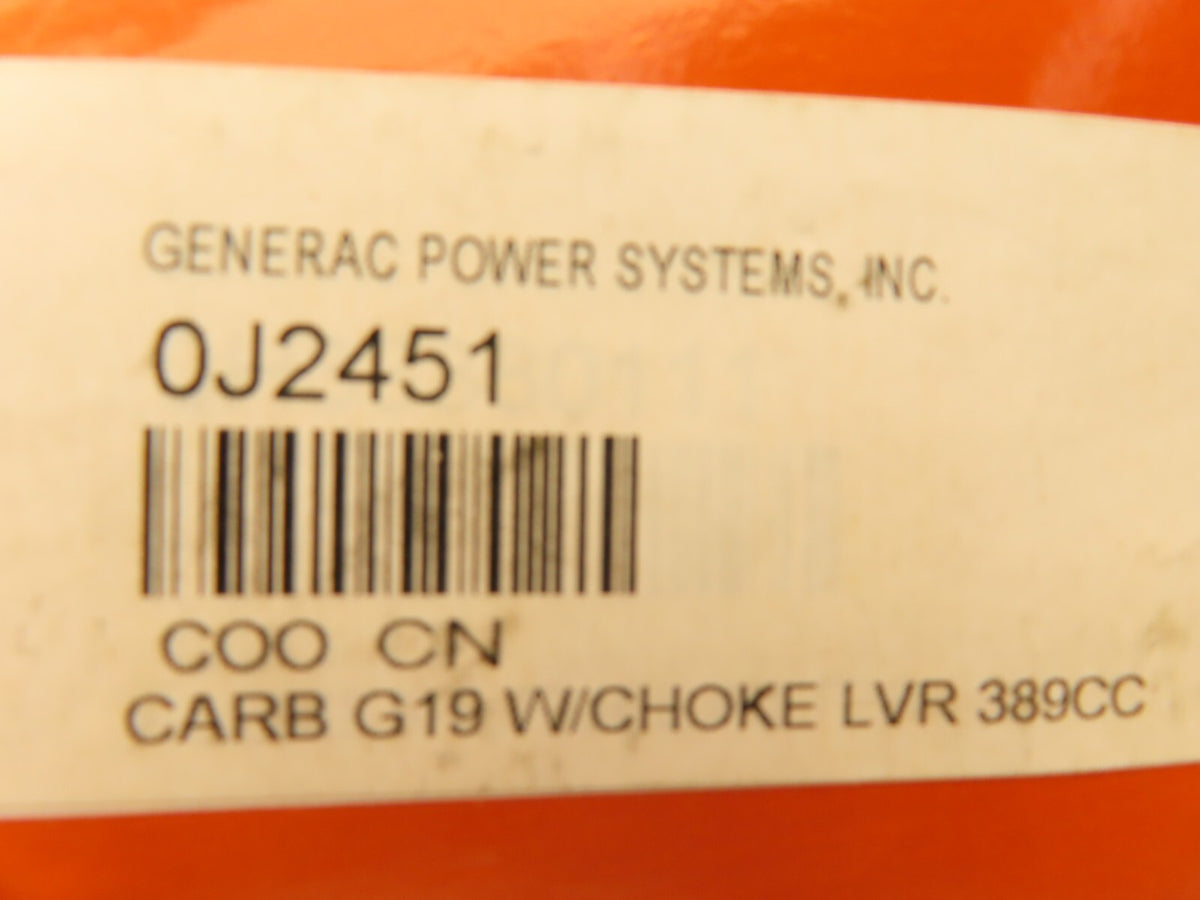 GENERAC POWER SYSTEMS, INC.
0J2451
COO CN
CARB G19 W/CHOKE LVR 389CC